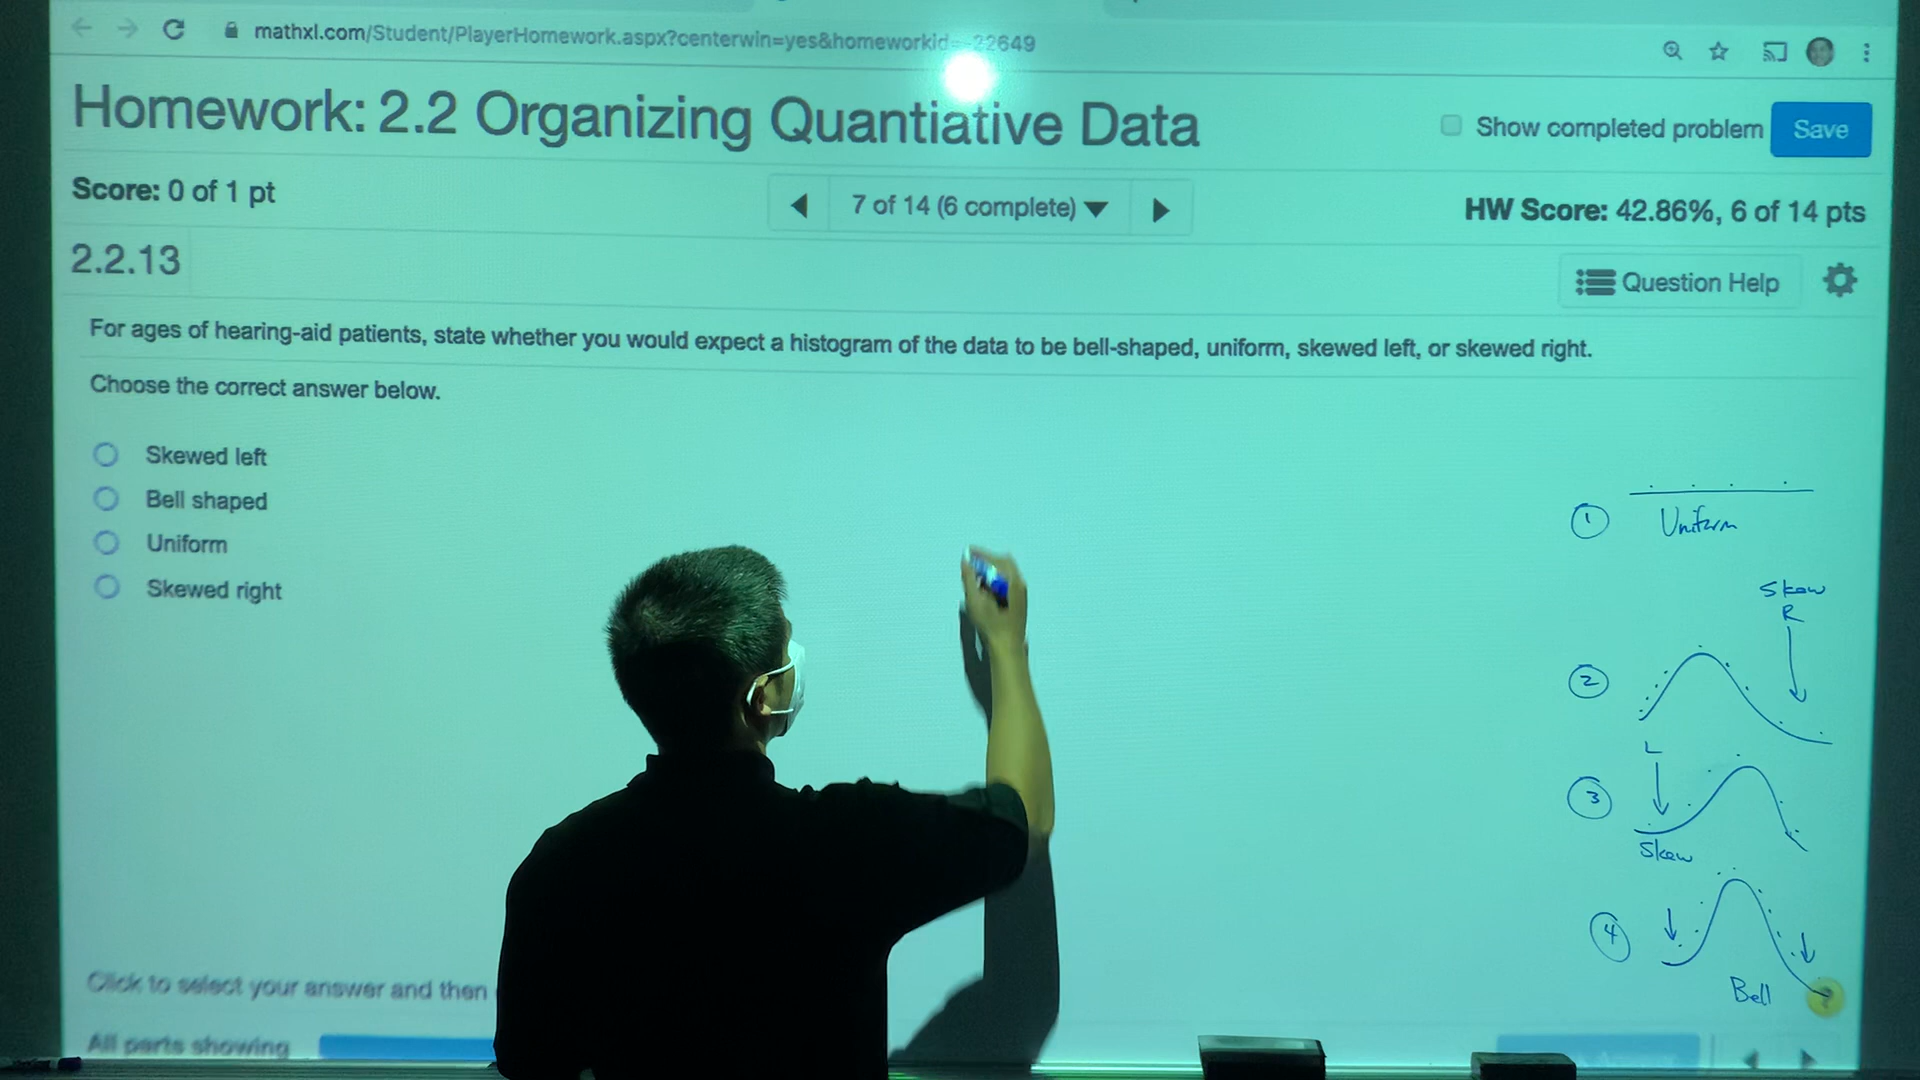 mathxl.com/Student/PlayerHomework.aspx?centerwin=yes&homeworkid= 22649
Homework: 2.2 Organizing Quantiative Data
Show completed problem
Save
Score: 0 of 1 pt
7 of 14 (6 complete)
HW Score: 42.86%, 6 of 14 pts
2.2.13
Question Help
For ages of hearing-aid patients, state whether you would expect a histogram of the data to be bell-shaped, uniform, skewed left, or skewed right.
Choose the correct answer below.
Skewed left
Bell shaped
Uniform
Skewed right
1
Uniform
Skew
R
2
L
3
Skew
4
Bell
Click to select your answer and then
All parts showing